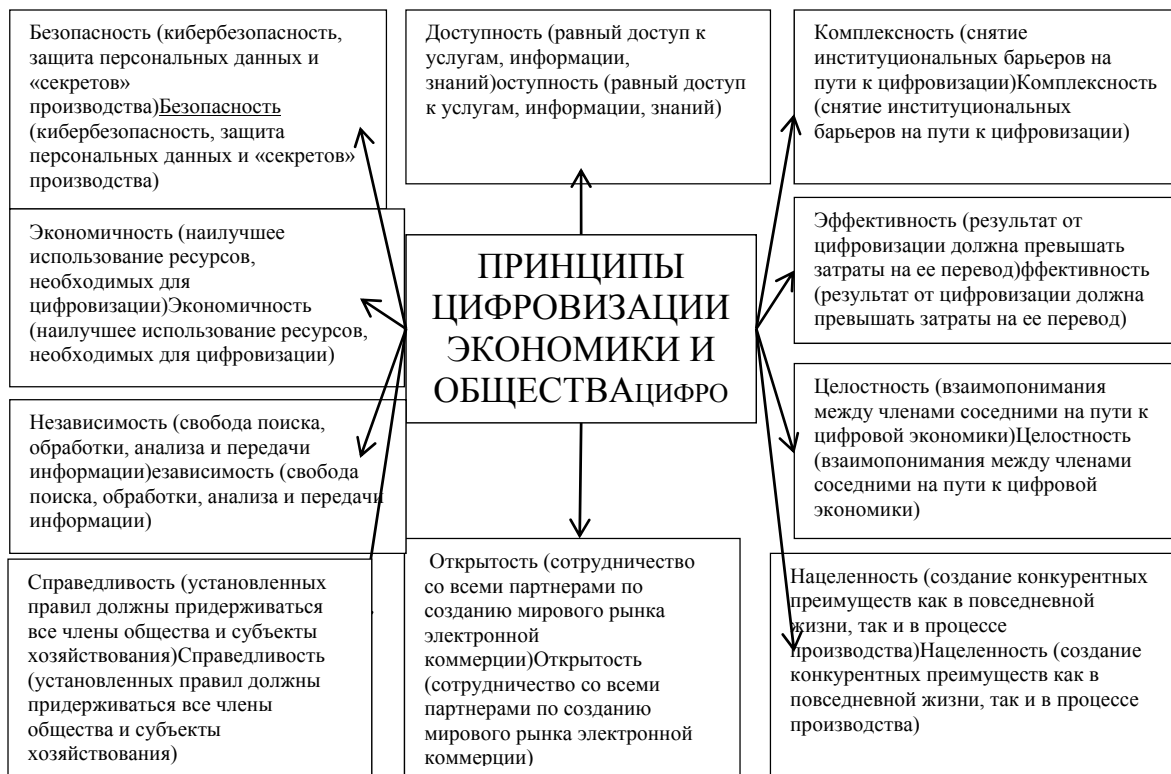 Безопасность (кибербезопасность,
защита персональных данных и
«секретов»
производства)Безопасность
(кибербезопасность, защита
персональных данных и «секретов»
производства)
Доступность (равный доступ к
услугам, информации,
знаний)оступность (равный доступ
к услугам, информации, знаний)
Комплексность (снятие
институциональных барьеров на
пути к цифровизации)Комплексность
(снятие институциональных
барьеров на пути к цифровизации)
Экономичность (наилучшее
использование ресурсов,
необходимых для
цифровизации)Экономичность
(наилучшее использование ресурсов,
необходимых для цифровизации)
ПРИНЦИПЫ
ЦИФРОВИЗАЦИИ
ЭКОНОМИКИ И
ОБЩЕСТВАЦИФРО
Эффективность (результат от
цифровизации должна превышать
затраты на ее перевод)ффективность
(результат от цифровизации должна
превышать затраты на ее перевод)
Независимость (свобода поиска,
обработки, анализа и передачи
информации)езависимость (свобода
поиска, обработки, анализа и передачи
информации)
Целостность (взаимопонимания
между членами соседними на пути к
цифровой экономики)Целостность
(взаимопонимания между членами
соседними на пути к цифровой
экономики)
Справедливость (установленных
правил должны придерживаться
все члены общества и субъекты
хозяйствования)Справедливость
(установленных правил должны
придерживаться все члены
общества и субъекты
хозяйствования)
Открытость (сотрудничество
со всеми партнерами по
созданию мирового рынка
электронной
коммерции)Открытость
(сотрудничество со всеми
партнерами по созданию
мирового рынка электронной
коммерции)
Нацеленность (создание конкурентных
преимуществ как в повседневной
жизни, так и в процессе
производства)Нацеленность (создание
конкурентных преимуществ как в
повседневной жизни, так и в процессе
производства)